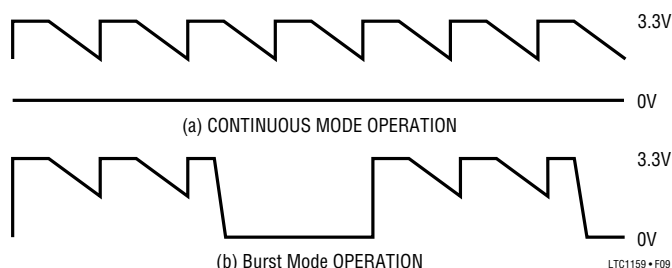 3.3V
0V
(a) CONTINUOUS MODE OPERATION
3.3V
0V
(b) Burst Mode OPERATION
LTC1159 • F09